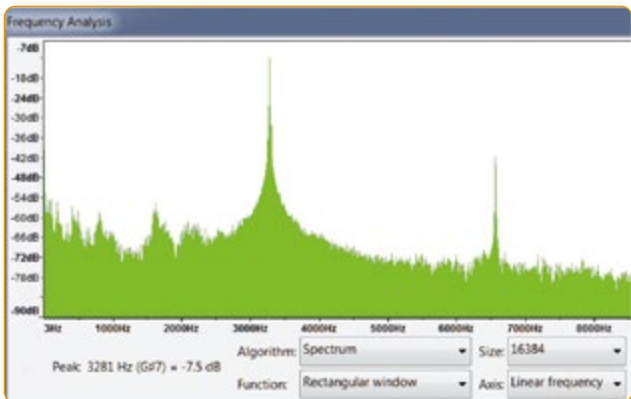 Frequency Analysis
-7dB
-18dB
-24dB
-30dB
-36dB
-42dB
-48dB
-54dB
-60dB
-66dB
-72dB
-78dB
-90dB
3Hz 1000Hz 2000Hz 3000Hz 4000Hz 5000Hz 6000Hz 7000Hz 8000Hz
Algorithm: Spectrum Size: 16384
Peak: 3281 Hz (G#7) = -7.5 dB
Function: Rectangular window Axis: Linear frequency